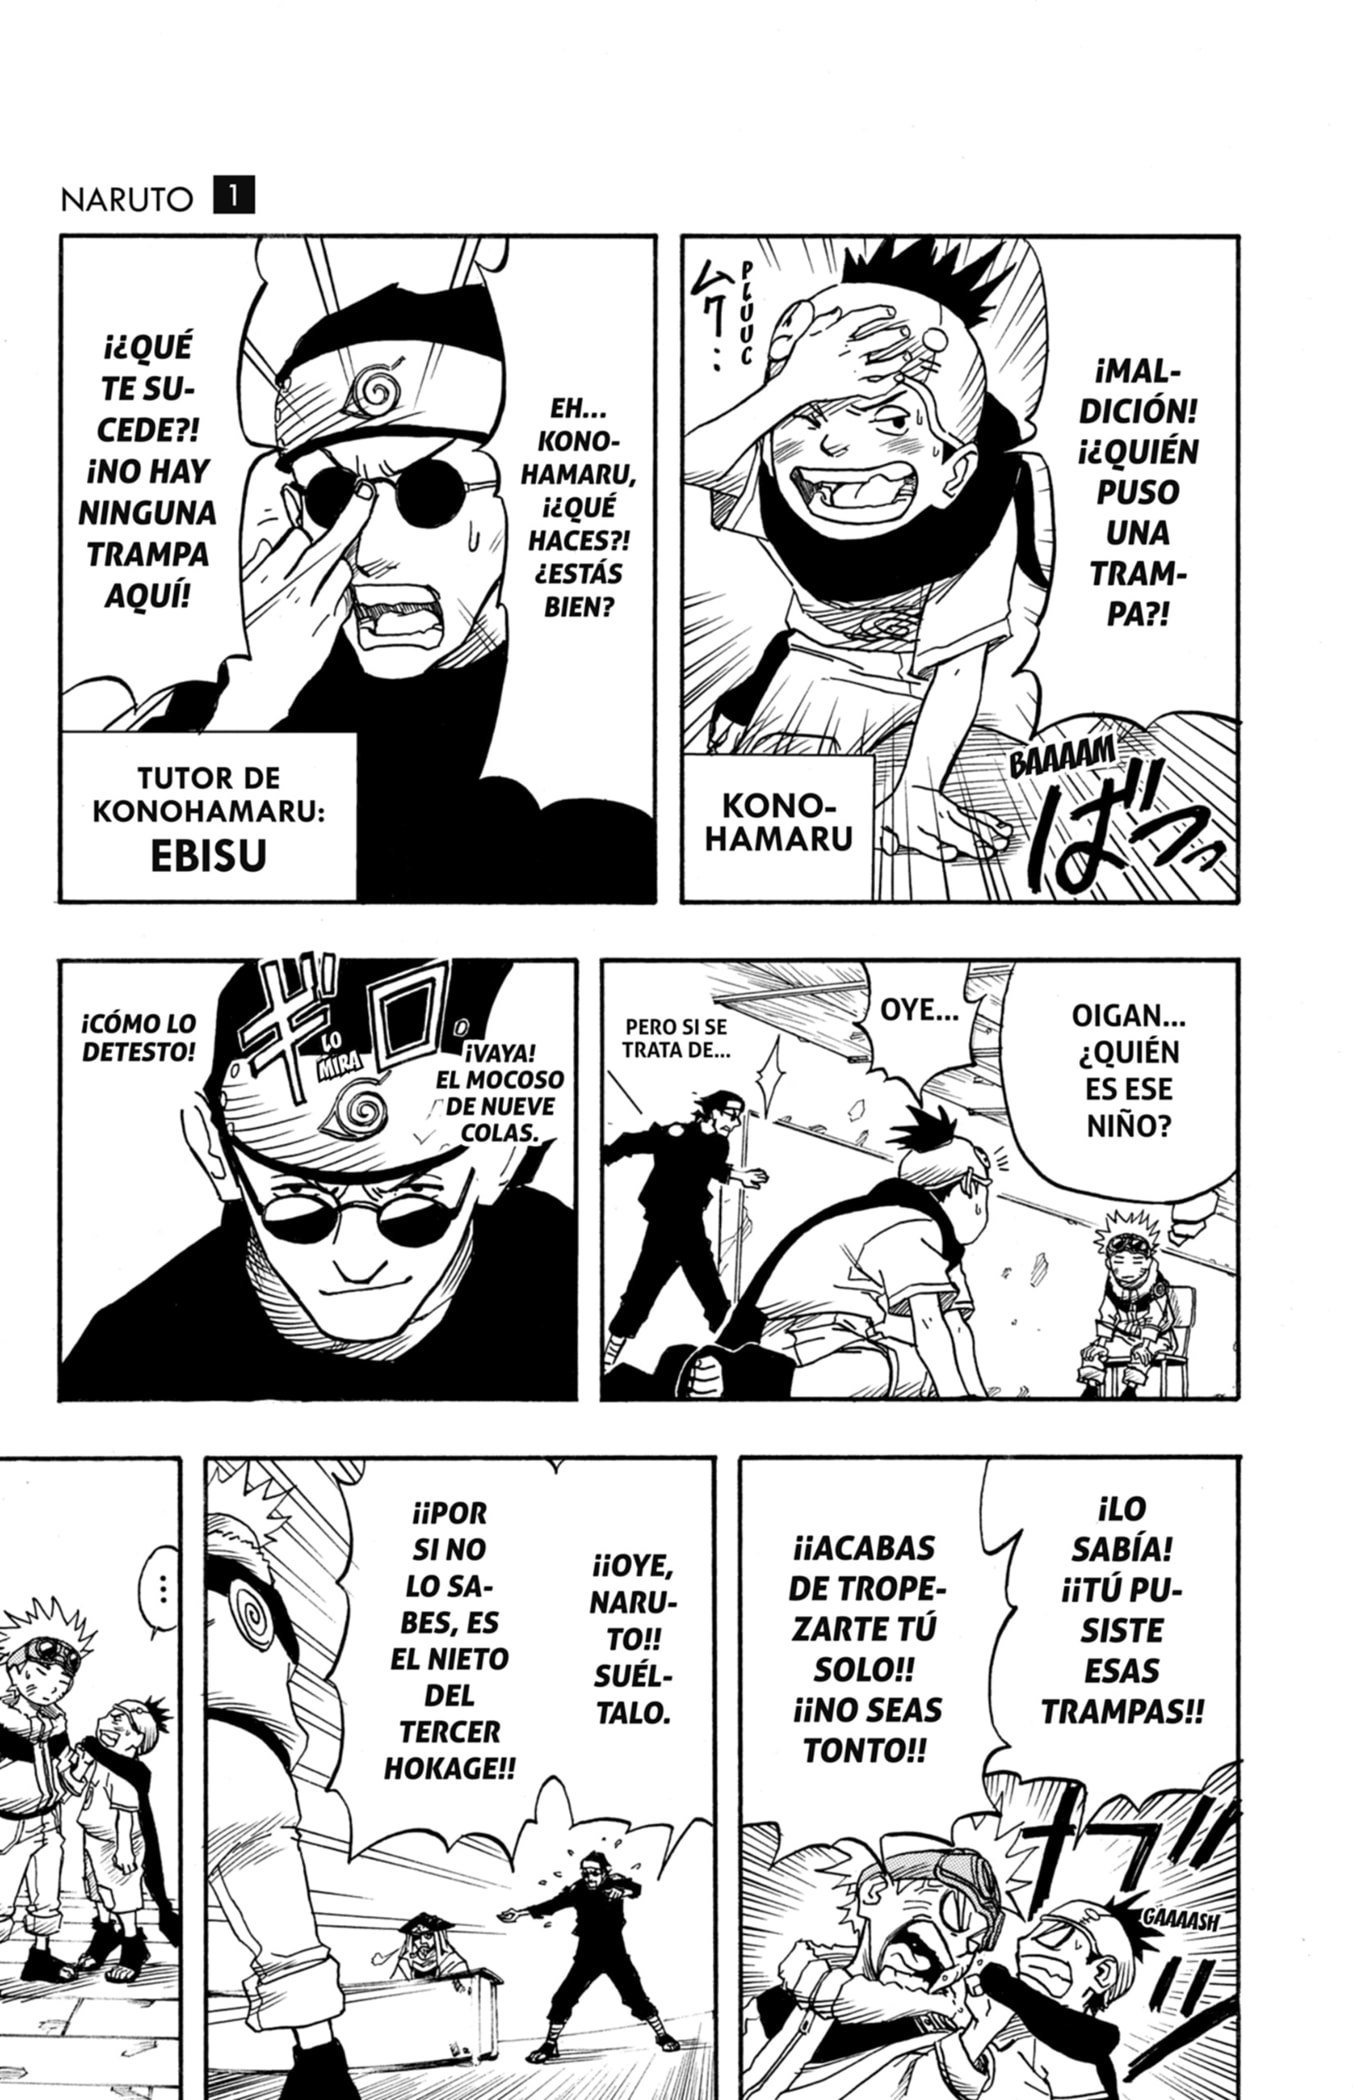 NARUTO 1
¡MAL-
DICIÓN!
¡¿QUIÉN
PUSO
UNA
TRAM-
PA?!
PLUUC
ムク‥
BAAAAM
ばっ
KONO-
HAMARU
EH...
KONO-
HAMARU,
¡¿QUÉ
HACES?!
¿ESTÁS
BIEN?
¡¿QUÉ
TE SU-
CEDE?!
¡NO HAY
NINGUNA
TRAMPA
AQUÍ!
TUTOR DE
KONOHAMARU:
EBISU
OIGAN...
¿QUIÉN
ES ESE
NIÑO?
OYE...
PERO SI SE
TRATA DE...
¡VAYA!
EL MOCOSO
DE NUEVE
COLAS.
ギロ
LO
MIRA
¡CÓMO LO
DETESTO!
¡LO
SABÍA!
¡¡TÚ PU-
SISTE
ESAS
TRAMPAS!!
¡¡ACABAS
DE TROPE-
ZARTE TÚ
SOLO!!
¡¡NO SEAS
TONTO!!
GAAAASH
¡¡OYE,
NARU-
TO!!
SUÉL-
TALO.
¡¡POR
SI NO
LO SA-
BES, ES
EL NIETO
DEL
TERCER
HOKAGE!!
...